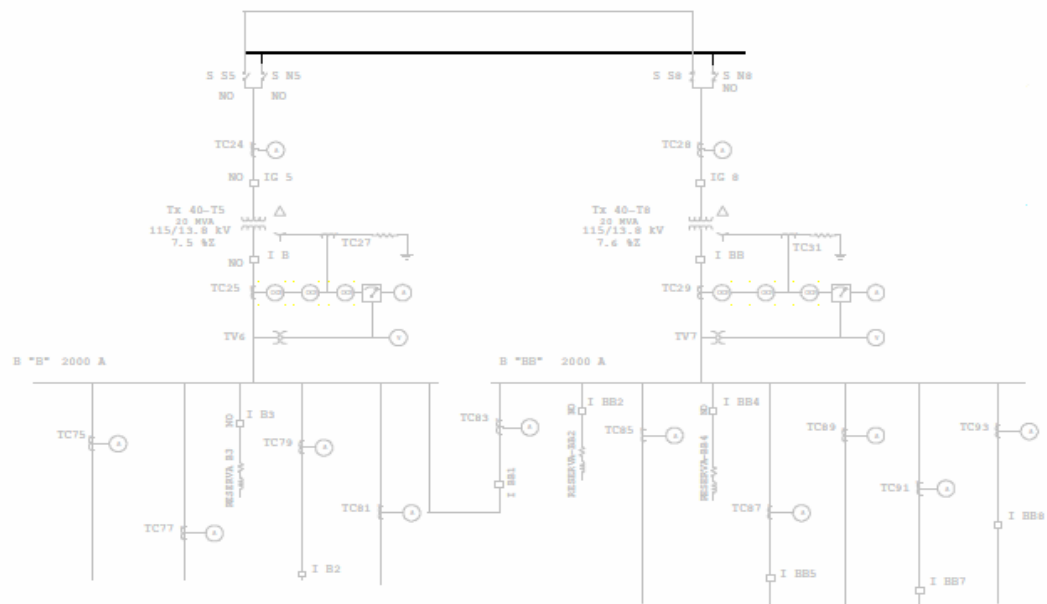 S S5
S N5
NO
NO
S S8
S N8
NO
TC24
A
NO
IG 5
TC28
A
IG 8
Tx 40-T5
20 MVA
115/13.8 kV
7.5 %Z
TC27
NO
I B
Tx 40-T8
20 MVA
115/13.8 kV
7.6 %Z
TC31
I BB
TC25
A
TC29
A
TV6
V
TV7
V
B "B" 2000 A
B "BB" 2000 A
TC75
A
TC77
A
NO
I B3
RESERVA B3
TC79
A
I B2
TC81
A
TC83
A
I BB1
NO
I BB2
RESERVA-BB2
TC85
A
NO
I BB4
RESERVA-BB4
TC87
A
I BB5
TC89
A
TC91
A
I BB7
TC93
A
I BB8